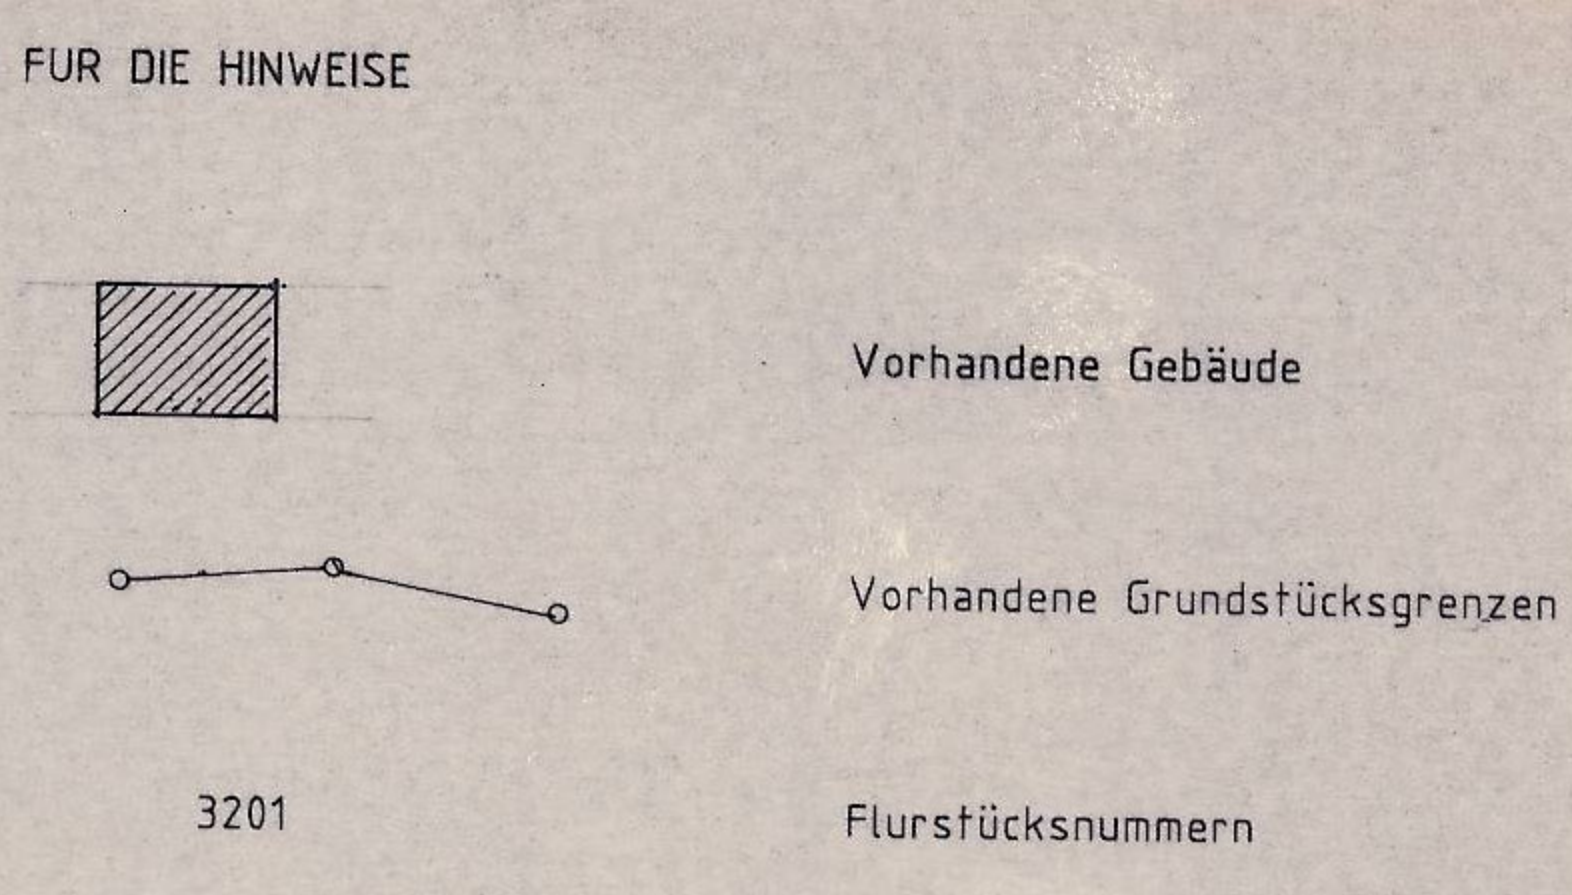 FUR DIE HINWEISE
Vorhandene Gebäude
Vorhandene Grundstücksgrenzen
3201 Flurstücksnummern